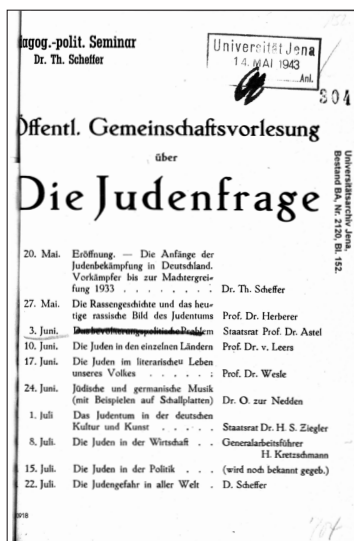 dagog.-polit. Seminar
Dr. Th. Scheffer
Universität Jena
14. MAI 1943
Anl.
304
Öffentl. Gemeinschaftsvorlesung
über
Die Judenfrage
Universitätsarchiv Jena,
Bestand BA, Nr. 2120, Bl. 152.
20. Mai. Eröffnung. — Die Anfänge der
Judenbekämpfung in Deutschland.
Vorkämpfer bis zur Machtergrei-
fung 1933 . . . . . . . Dr. Th. Scheffer
27. Mai. Die Rassengeschichte und das heu-
tige rassische Bild des Judentums Prof. Dr. Herberer
3. Juni. Das bevölkerungspolitische Problem Staatsrat Prof. Dr. Astel
10. Juni. Die Juden in den einzelnen Ländern Prof. Dr. v. Leers
17. Juni. Die Juden im literarischen Leben
unseres Volkes . . . . . Prof. Dr. Wesle
24. Juni. Jüdische und germanische Musik
(mit Beispielen auf Schallplatten) Dr. O. zur Nedden
1. Juli Das Judentum in der deutschen
Kultur und Kunst . . . . . Staatsrat Dr. H. S. Ziegler
8. Juli. Die Juden in der Wirtschaft . . Generalarbeitsführer
H. Kretzschmann
15. Juli. Die Juden in der Politik . . . (wird noch bekannt gegeb.)
22. Juli. Die Judengefahr in aller Welt . D. Scheffer
0918